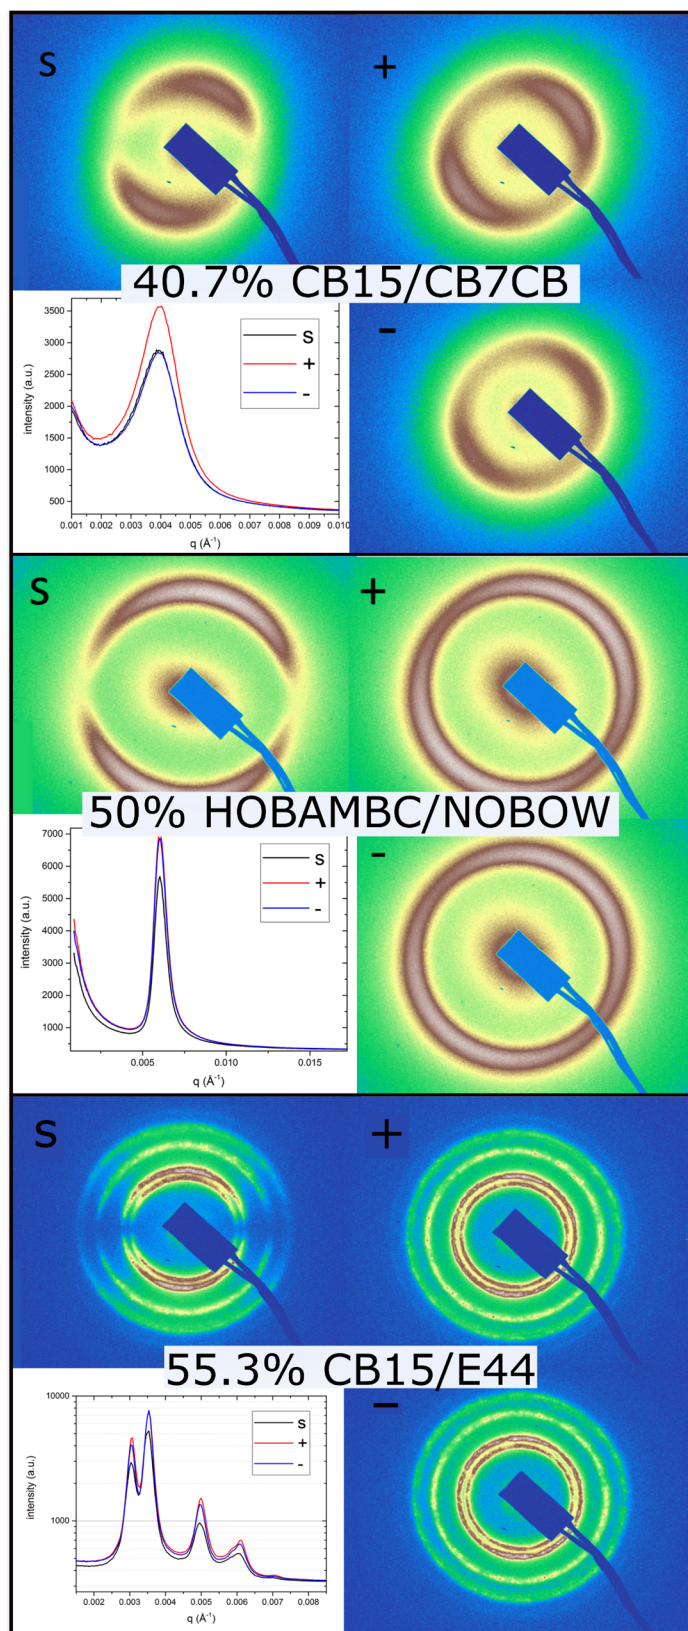 S
+
40.7% CB15/CB7CB
-
3500
3000
2500
2000
1500
1000
500
intensity (a.u.)
S
+
-
0.001 0.002 0.003 0.004 0.005 0.006 0.007 0.008 0.009 0.010
q (Å⁻¹)
S
+
50% HOBAMBC/NOBOW
-
7000
6000
5000
4000
3000
2000
1000
intensity (a.u.)
S
+
-
0.005 0.010 0.015
q (Å⁻¹)
S
+
55.3% CB15/E44
-
10000
1000
intensity (a.u.)
S
+
-
0.002 0.003 0.004 0.005 0.006 0.007 0.008
q (Å⁻¹)